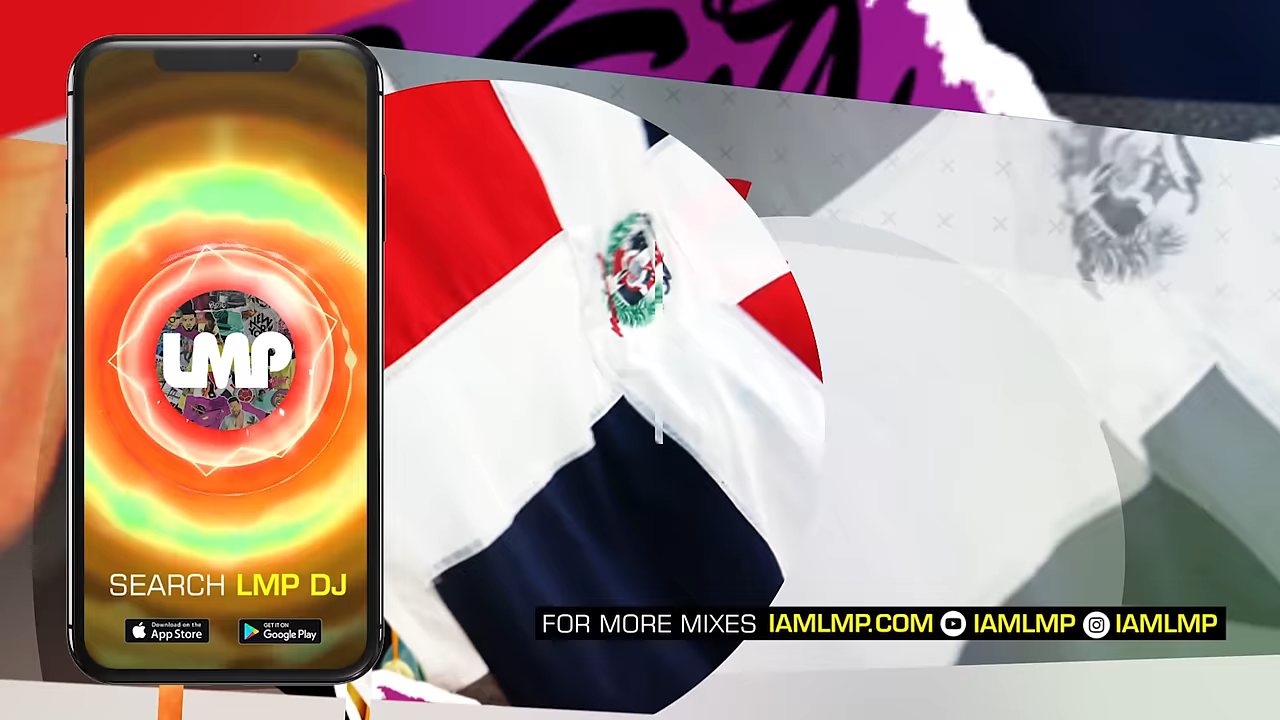 LMP
SEARCH LMP DJ
Download on the
App Store
GET IT ON
Google Play
FOR MORE MIXES IAMLMP.COM IAMLMP IAMLMP